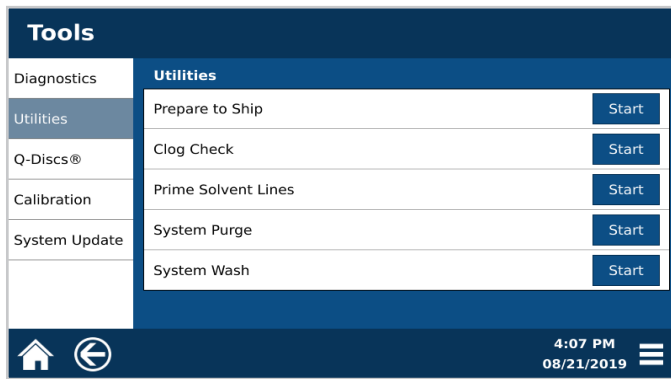 Tools
Diagnostics
Utilities
Q-Discs®
Calibration
System Update
Utilities
Prepare to Ship Start
Clog Check Start
Prime Solvent Lines Start
System Purge Start
System Wash Start
4:07 PM
08/21/2019